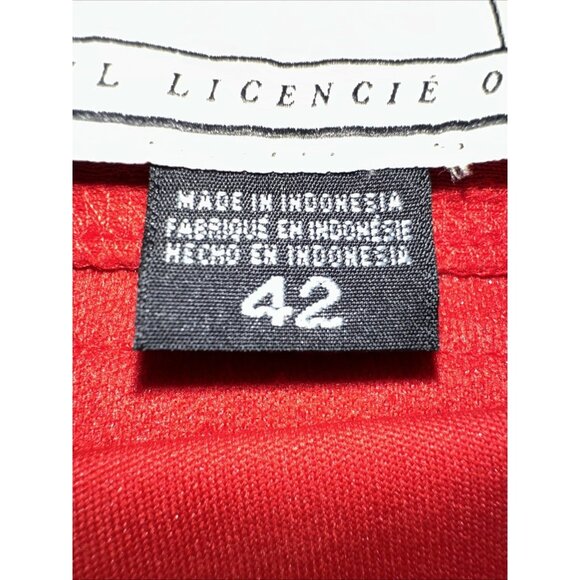 L LICENCIÉ O
MADE IN INDONESIA
FABRIQUÉ EN INDONÉSIE
HECHO EN INDONESIA
42